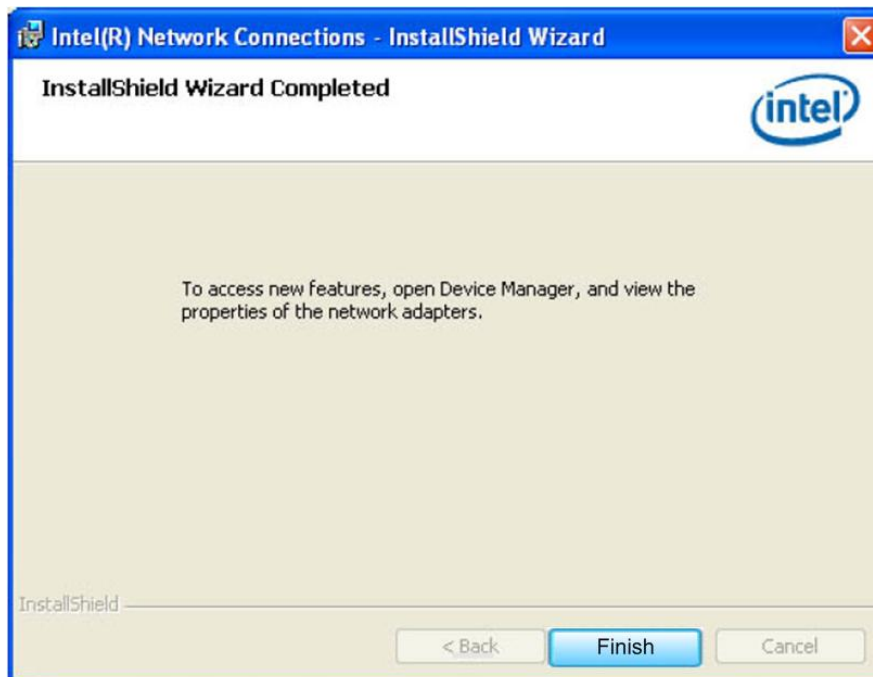 Intel(R) Network Connections - InstallShield Wizard
InstallShield Wizard Completed
intel
To access new features, open Device Manager, and view the
properties of the network adapters.
InstallShield
< Back
Finish
Cancel